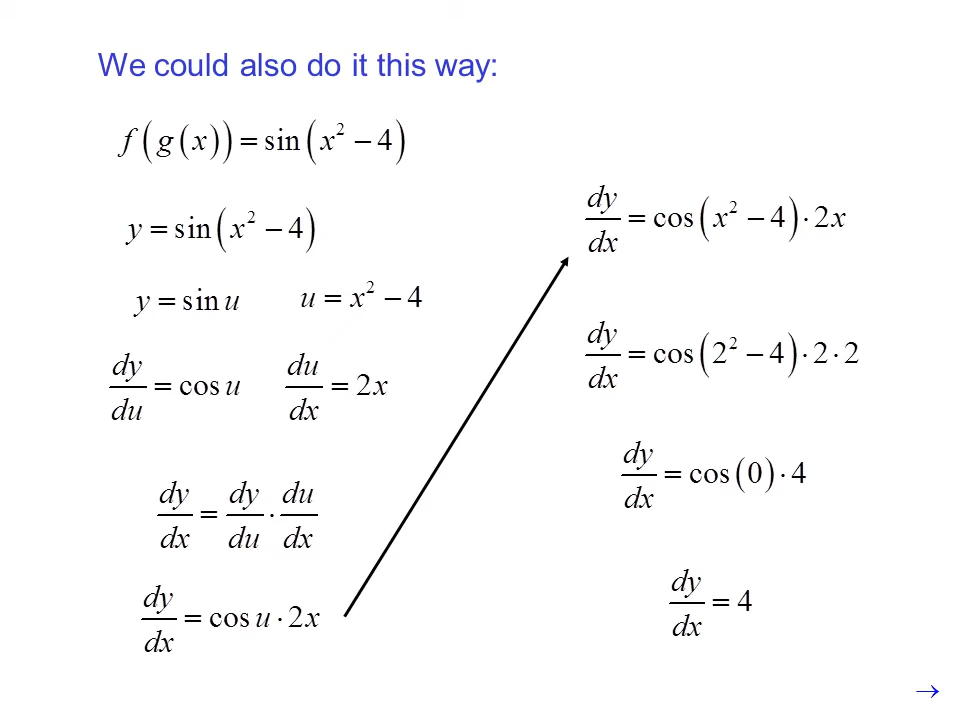 We could also do it this way:
f(g(x)) = sin(x² − 4)
y = sin(x² − 4)
y = sin u    u = x² − 4
dy/du = cos u    du/dx = 2x
dy/dx = dy/du · du/dx
dy/dx = cos u · 2x
dy/dx = cos(x² − 4) · 2x
dy/dx = cos(2² − 4) · 2 · 2
dy/dx = cos(0) · 4
dy/dx = 4
→